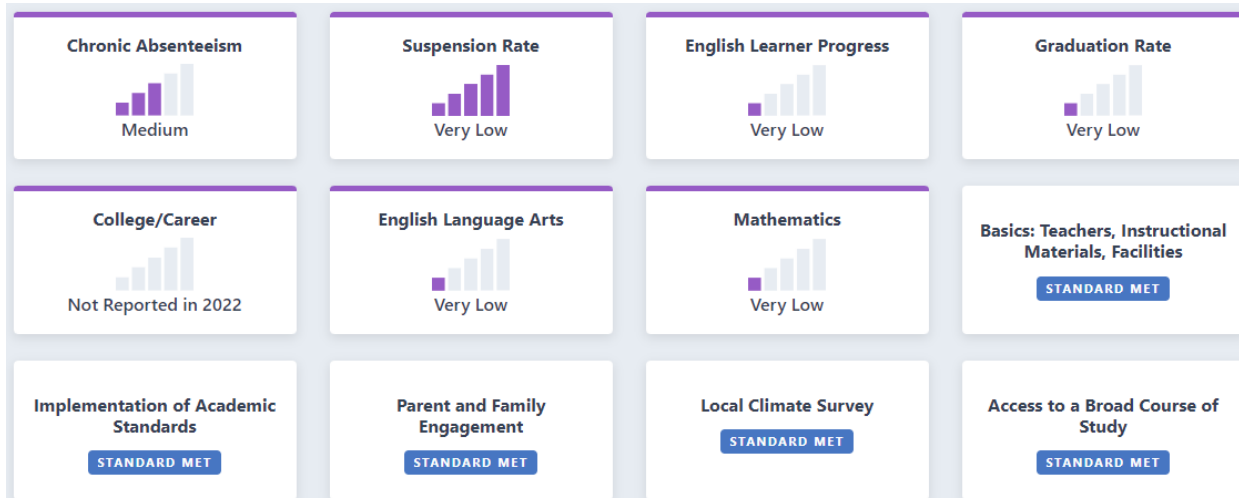 Chronic Absenteeism
Medium
Suspension Rate
Very Low
English Learner Progress
Very Low
Graduation Rate
Very Low
College/Career
Not Reported in 2022
English Language Arts
Very Low
Mathematics
Very Low
Basics: Teachers, Instructional
Materials, Facilities
STANDARD MET
Implementation of Academic
Standards
STANDARD MET
Parent and Family
Engagement
STANDARD MET
Local Climate Survey
STANDARD MET
Access to a Broad Course of
Study
STANDARD MET